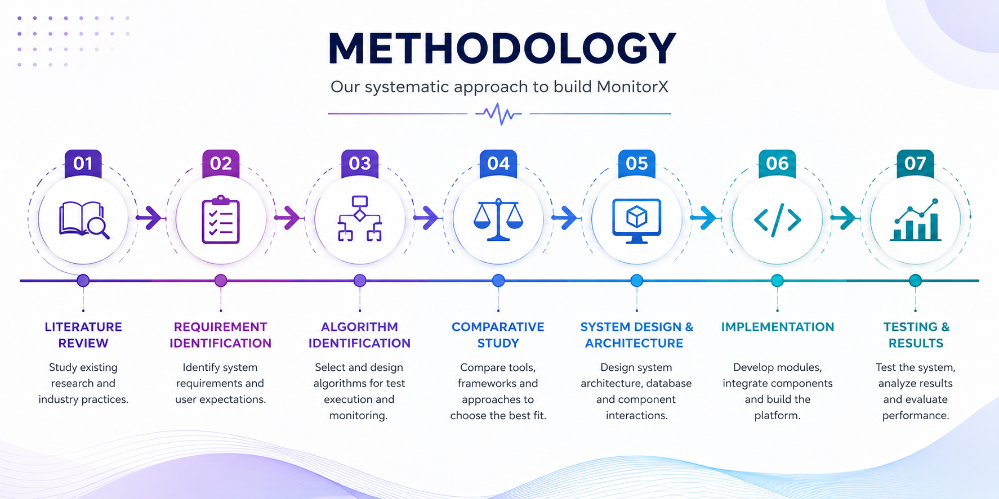 METHODOLOGY
Our systematic approach to build MonitorX
01
LITERATURE
REVIEW
Study existing
research and
industry practices.
02
REQUIREMENT
IDENTIFICATION
Identify system
requirements and
user expectations.
03
ALGORITHM
IDENTIFICATION
Select and design
algorithms for test
execution and
monitoring.
04
COMPARATIVE
STUDY
Compare tools,
frameworks and
approaches to
choose the best fit.
05
SYSTEM DESIGN &
ARCHITECTURE
Design system
architecture, database
and component
interactions.
06
IMPLEMENTATION
Develop modules,
integrate components
and build the
platform.
07
TESTING &
RESULTS
Test the system,
analyze results
and evaluate
performance.